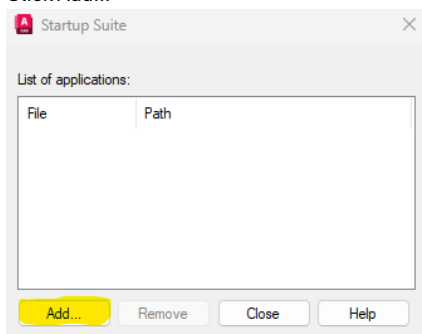 Startup Suite
List of applications:
File Path
Add... Remove Close Help